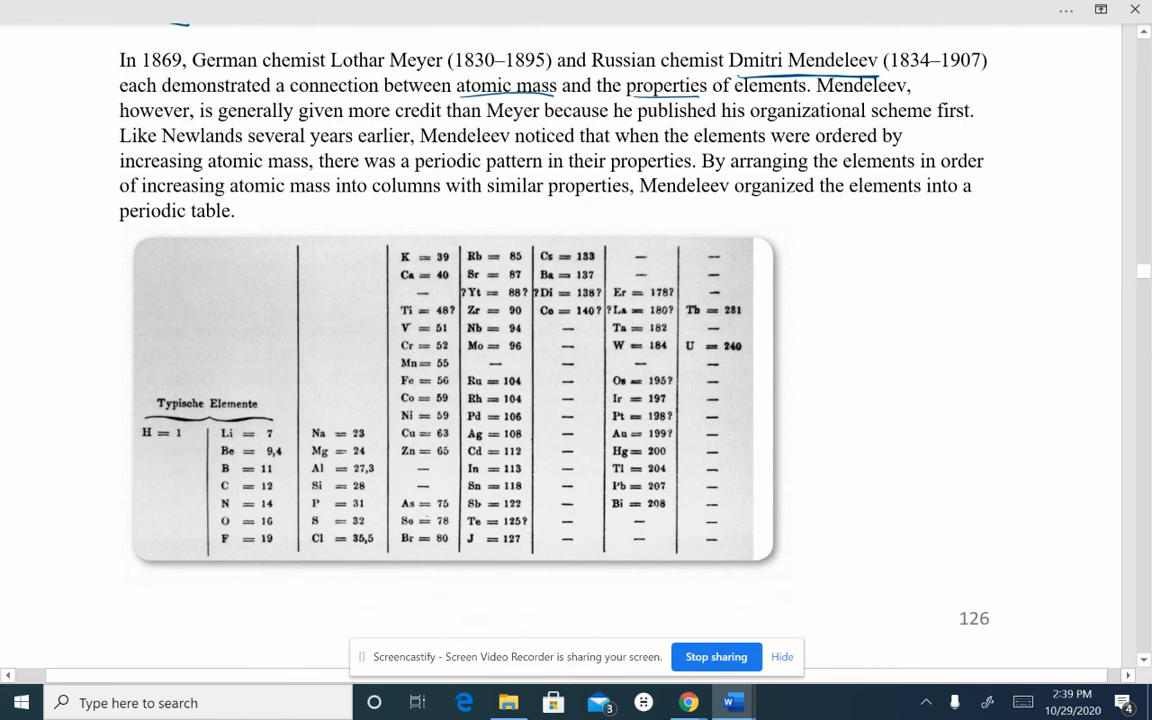 In 1869, German chemist Lothar Meyer (1830–1895) and Russian chemist Dmitri Mendeleev (1834–1907)
each demonstrated a connection between atomic mass and the properties of elements. Mendeleev,
however, is generally given more credit than Meyer because he published his organizational scheme first.
Like Newlands several years earlier, Mendeleev noticed that when the elements were ordered by
increasing atomic mass, there was a periodic pattern in their properties. By arranging the elements in order
of increasing atomic mass into columns with similar properties, Mendeleev organized the elements into a
periodic table.
K = 39 Rb = 85 Cs = 133 — —
Ca = 40 Sr = 87 Ba = 137 — —
— ?Yt = 88? ?Di = 138? Er = 178? —
Ti = 48? Zr = 90 Ce = 140? ?La = 180? Th = 231
V = 51 Nb = 94 — Ta = 182 —
Cr = 52 Mo = 96 — W = 184 U = 240
Mn = 55 — — — —
Fe = 56 Ru = 104 — Os = 195? —
Typische Elemente Co = 59 Rh = 104 — Ir = 197 —
Ni = 59 Pd = 106 — Pt = 198? —
H = 1 Li = 7 Na = 23 Cu = 63 Ag = 108 — Au = 199? —
Be = 9,4 Mg = 24 Zn = 65 Cd = 112 — Hg = 200 —
B = 11 Al = 27,3 — In = 113 — Tl = 204 —
C = 12 Si = 28 — Sn = 118 — Pb = 207 —
N = 14 P = 31 As = 75 Sb = 122 — Bi = 208 —
O = 16 S = 32 Se = 78 Te = 125? — — —
F = 19 Cl = 35,5 Br = 80 J = 127 — — —
126
Screencastify - Screen Video Recorder is sharing your screen. Stop sharing Hide
Type here to search
3
2:39 PM
10/29/2020
4